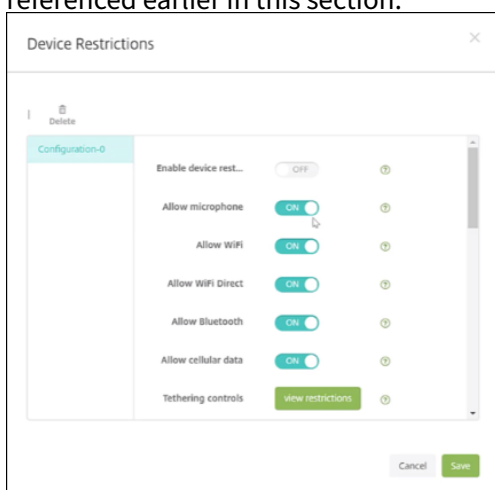 referenced earlier in this section.
Device Restrictions
Delete
Configuration-0
Enable device rest... OFF
Allow microphone ON
Allow WiFi ON
Allow WiFi Direct ON
Allow Bluetooth ON
Allow cellular data ON
Tethering controls view restrictions
Cancel Save